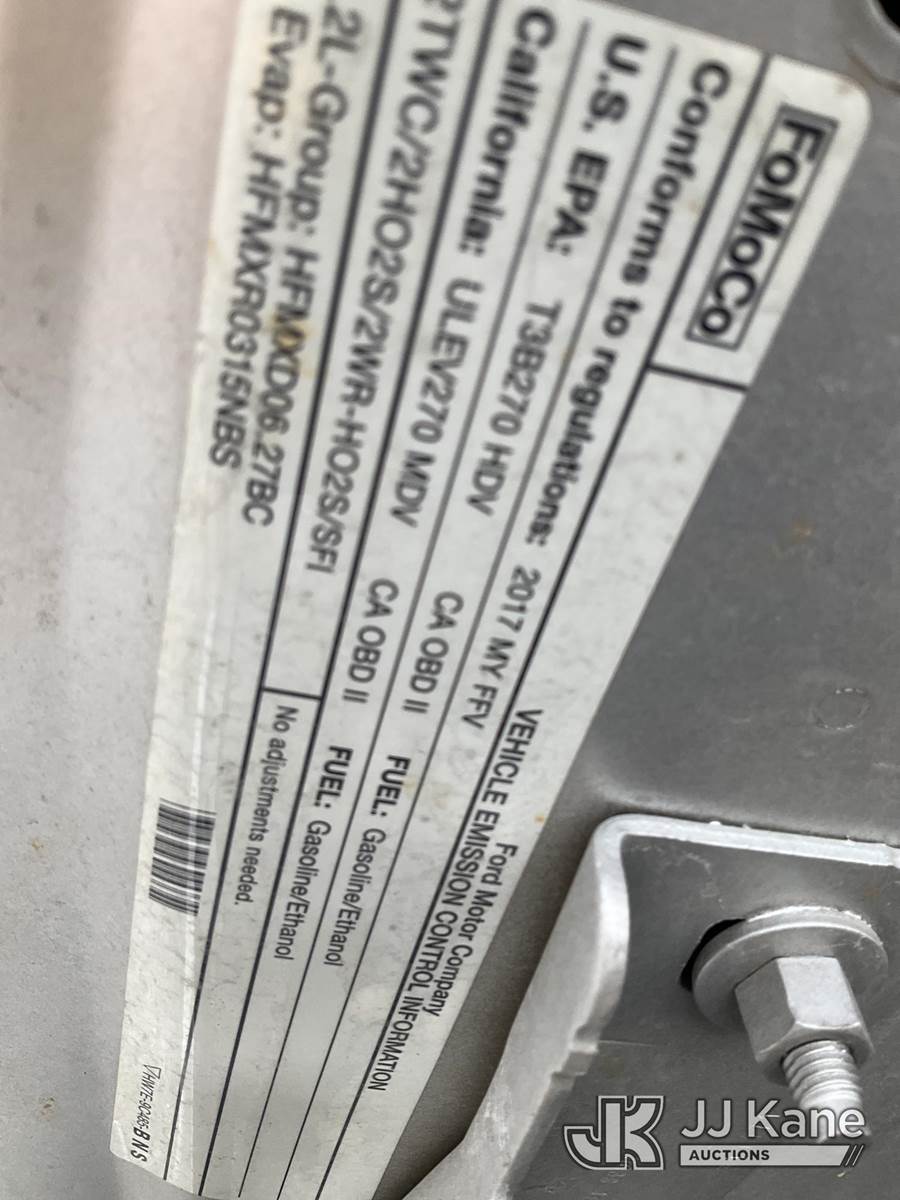 FoMoCo
Ford Motor Company
VEHICLE EMISSION CONTROL INFORMATION
Conforms to regulations: 2017 MY FFV
U.S. EPA: T3B270 HDV CA OBD II FUEL: Gasoline/Ethanol
California: ULEV270 MDV CA OBD II FUEL: Gasoline/Ethanol
TWC/2HO2S/2WR-HO2S/SFI
No adjustments needed.
2L-Group: HFMXD06.27BC
Evap: HFMXR0315NBS
BNS
JK JJ Kane
AUCTIONS